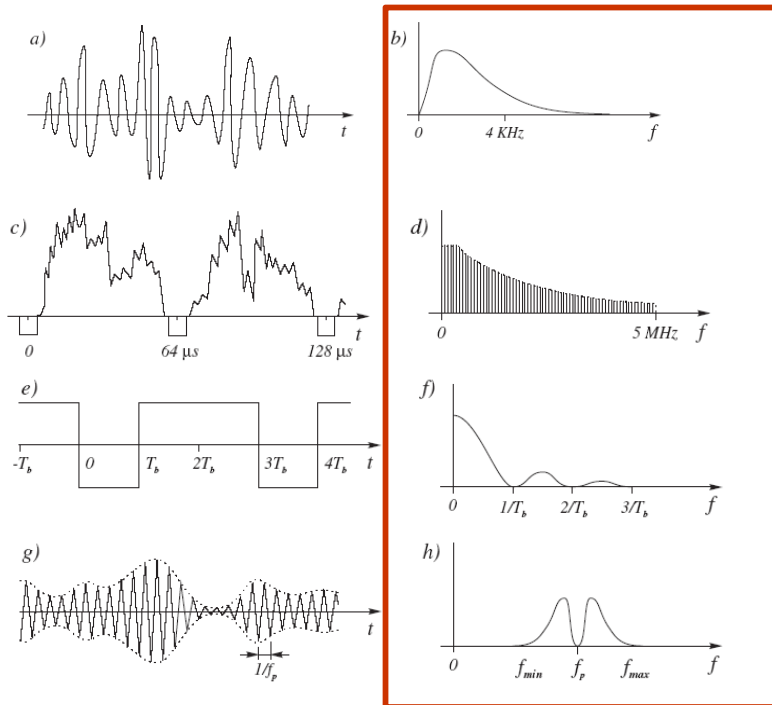 a)
t
b)
0 4 KHz f
c)
0 64 μs 128 μs t
d)
0 5 MHz f
e)
-T_b 0 T_b 2T_b 3T_b 4T_b t
f)
0 1/T_b 2/T_b 3/T_b f
g)
t
1/f_p
h)
0 f_min f_p f_max f